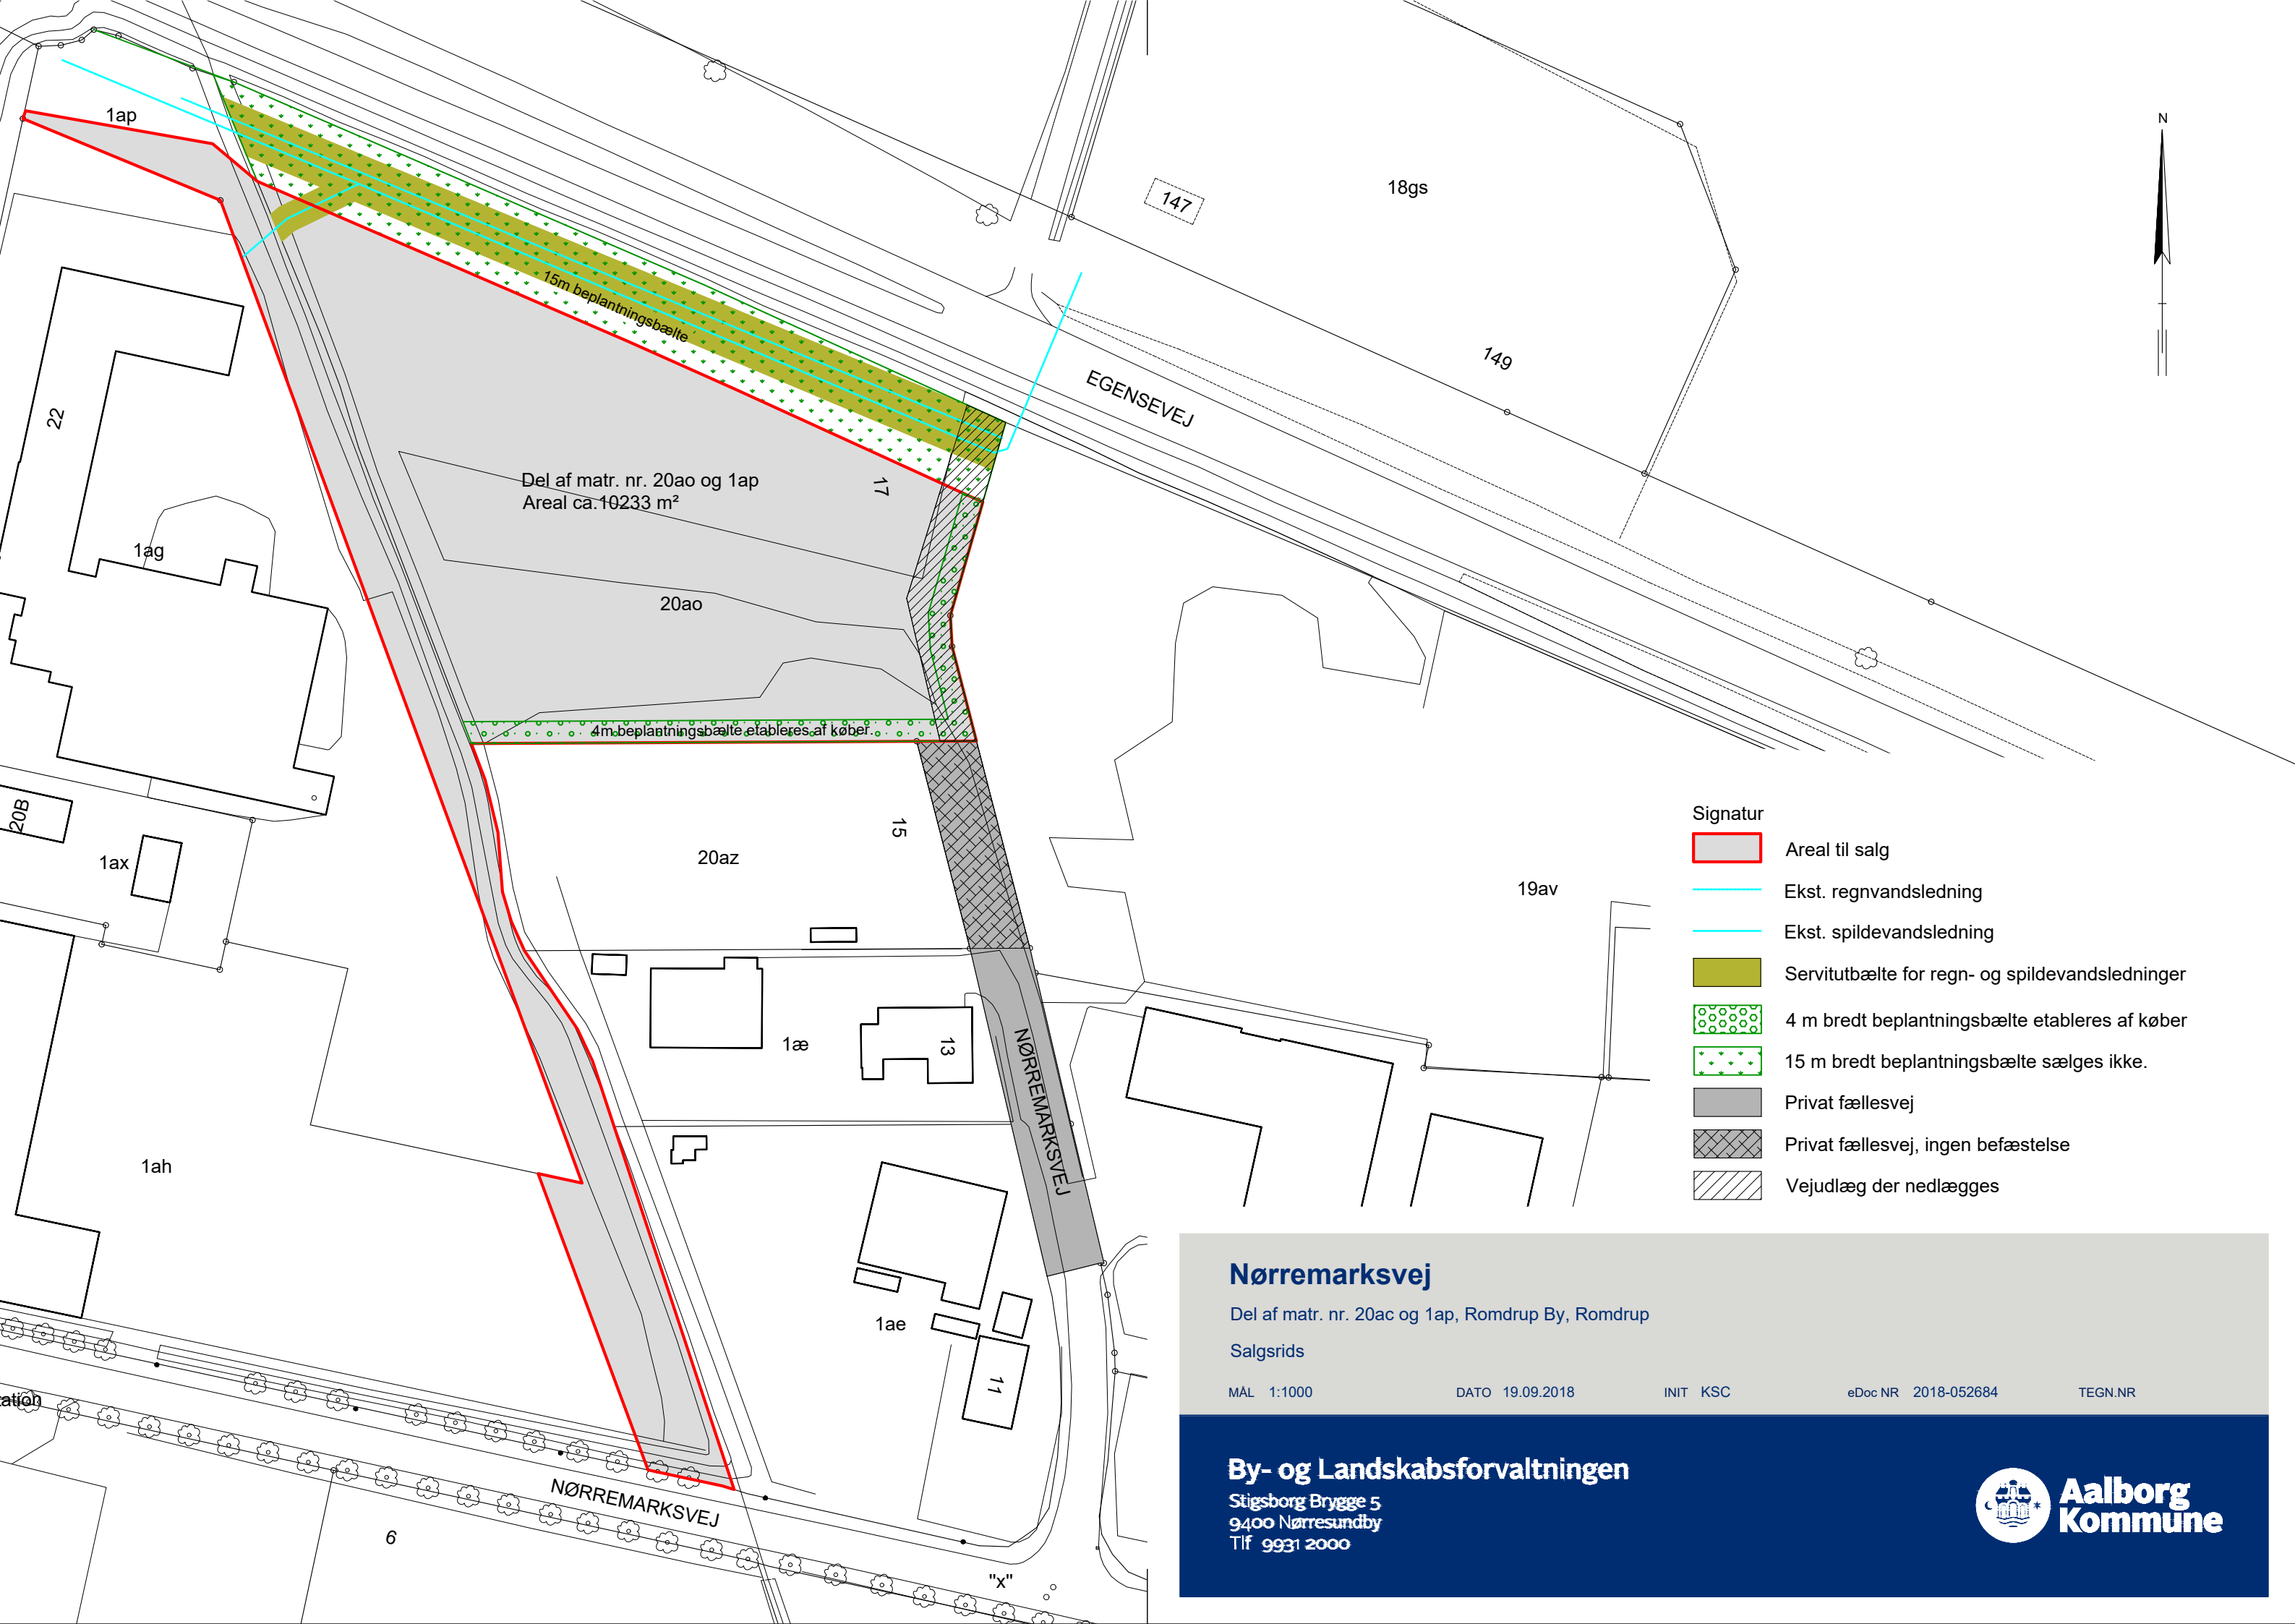 1ap
N
147
18gs
15m beplantningsbælte
149
EGENSEVEJ
22
Del af matr. nr. 20ao og 1ap
Areal ca.10233 m²
17
1ag
20ao
4m beplantningsbælte etableres af køber.
20B
15
1ax
20az
19av
1æ
13
NØRREMARKSVEJ
1ah
1ae
11
NØRREMARKSVEJ
6
"x"
Signatur
Areal til salg
Ekst. regnvandsledning
Ekst. spildevandsledning
Servitutbælte for regn- og spildevandsledninger
4 m bredt beplantningsbælte etableres af køber
15 m bredt beplantningsbælte sælges ikke.
Privat fællesvej
Privat fællesvej, ingen befæstelse
Vejudlæg der nedlægges
Nørremarksvej
Del af matr. nr. 20ac og 1ap, Romdrup By, Romdrup
Salgsrids
MÅL 1:1000 DATO 19.09.2018 INIT KSC eDoc NR 2018-052684 TEGN.NR
By- og Landskabsforvaltningen
Stigsborg Brygge 5
9400 Nørresundby
Tlf 9931 2000
Aalborg
Kommune